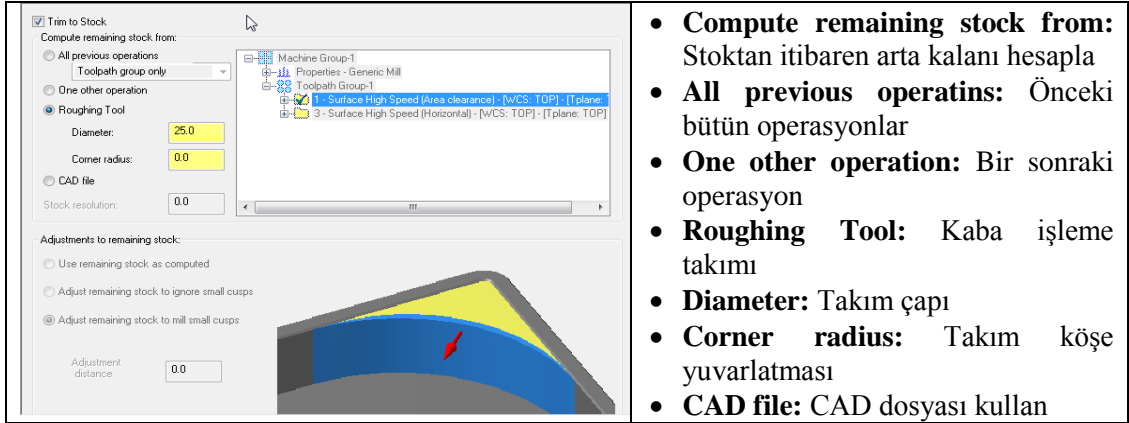 Trim to Stock
Compute remaining stock from:
All previous operations
Toolpath group only
One other operation
Roughing Tool
Diameter: 25.0
Corner radius: 0.0
CAD file
Stock resolution: 0.0
Machine Group-1
Properties - Generic Mill
Toolpath Group-1
1 - Surface High Speed (Area clearance) - [WCS: TOP] - [Tplane:
3 - Surface High Speed (Horizontal) - [WCS: TOP] - [Tplane: TOP]
Adjustments to remaining stock:
Use remaining stock as computed
Adjust remaining stock to ignore small cusps
Adjust remaining stock to mill small cusps
Adjustment
distance
0.0
• Compute remaining stock from:
Stoktan itibaren arta kalanı hesapla
• All previous operatins: Önceki
bütün operasyonlar
• One other operation: Bir sonraki
operasyon
• Roughing Tool: Kaba işleme
takımı
• Diameter: Takım çapı
• Corner radius: Takım köşe
yuvarlatması
• CAD file: CAD dosyası kullan